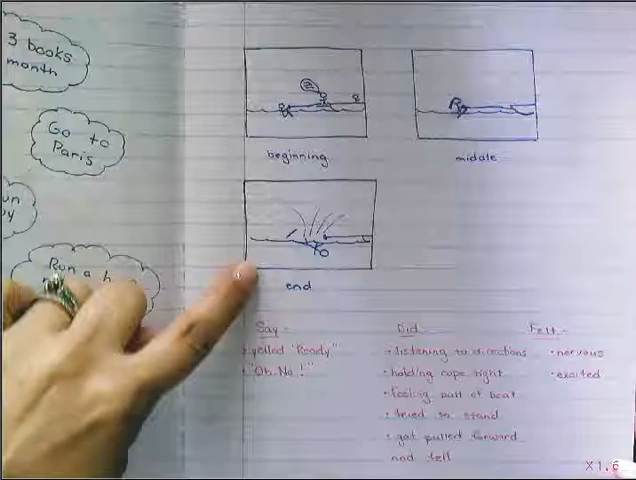 3 books
month
Go to
Paris
Run a h
beginning
middle
end
Say -
yelled "Ready"
"Oh No!"
Did
• listening to directions
• holding rope tight
• feeling pull of boat
• tried to stand
• got pulled forward
and fell
Felt -
• nervous
• excited
X1.6